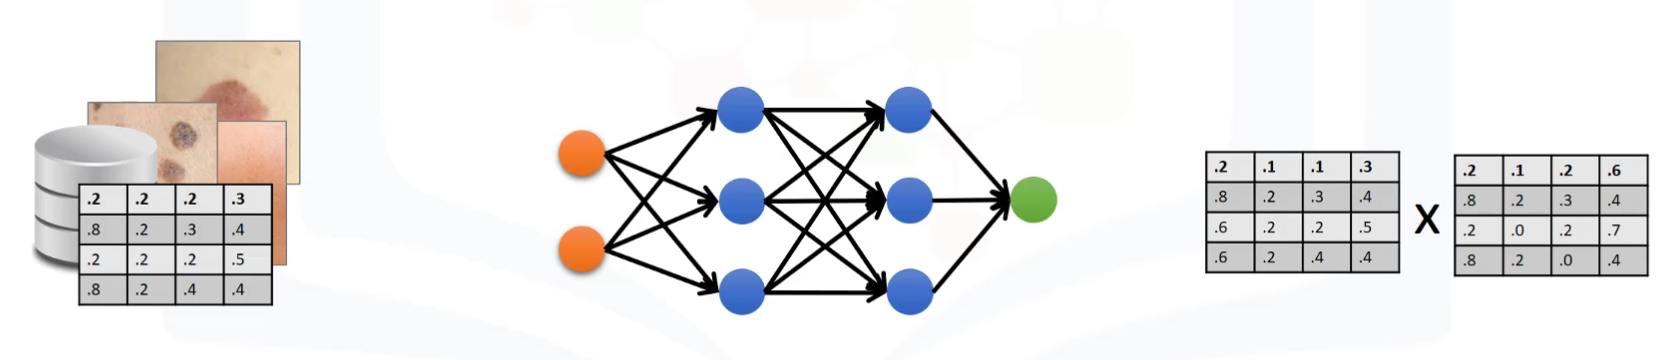 .2 .2 .2 .3
.8 .2 .3 .4
.2 .2 .2 .5
.8 .2 .4 .4
.2 .1 .1 .3
.8 .2 .3 .4
.6 .2 .2 .5
.6 .2 .4 .4
X
.2 .1 .2 .6
.8 .2 .3 .4
.2 .0 .2 .7
.8 .2 .0 .4